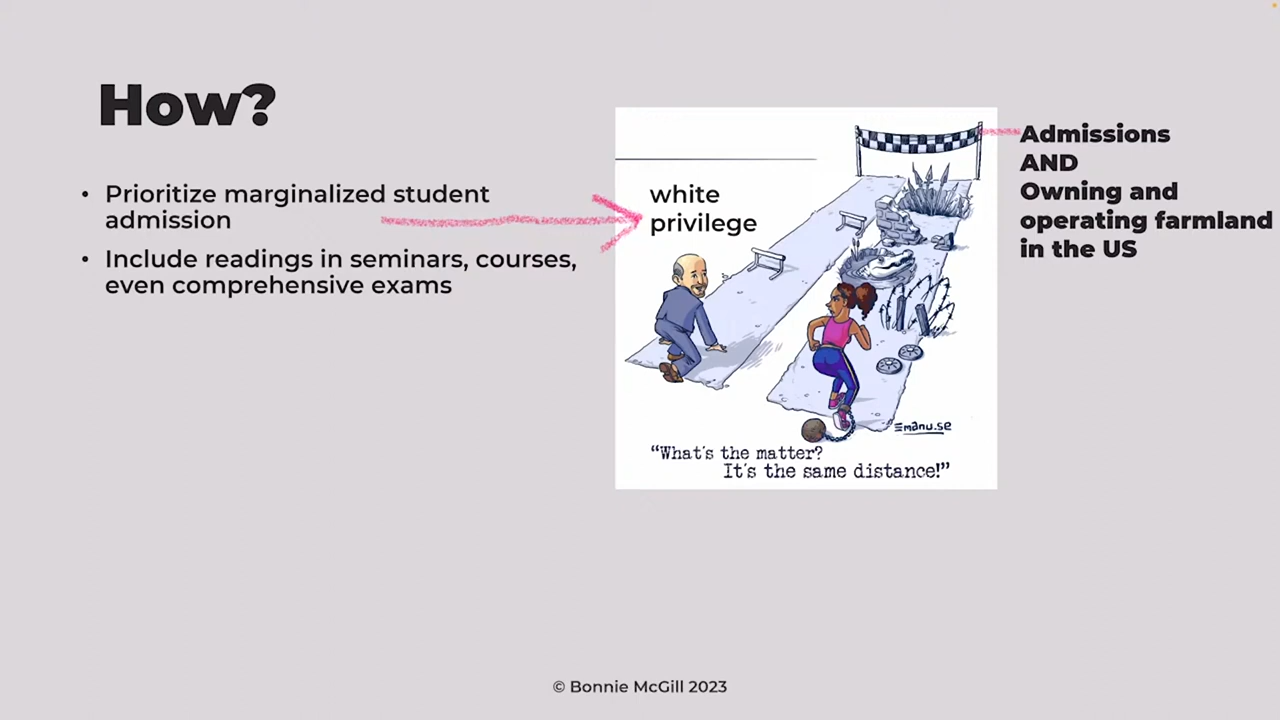 How?
• Prioritize marginalized student
admission
• Include readings in seminars, courses,
even comprehensive exams
white
privilege
Admissions
AND
Owning and
operating farmland
in the US
emanu.se
“What's the matter?
It's the same distance!”
© Bonnie McGill 2023